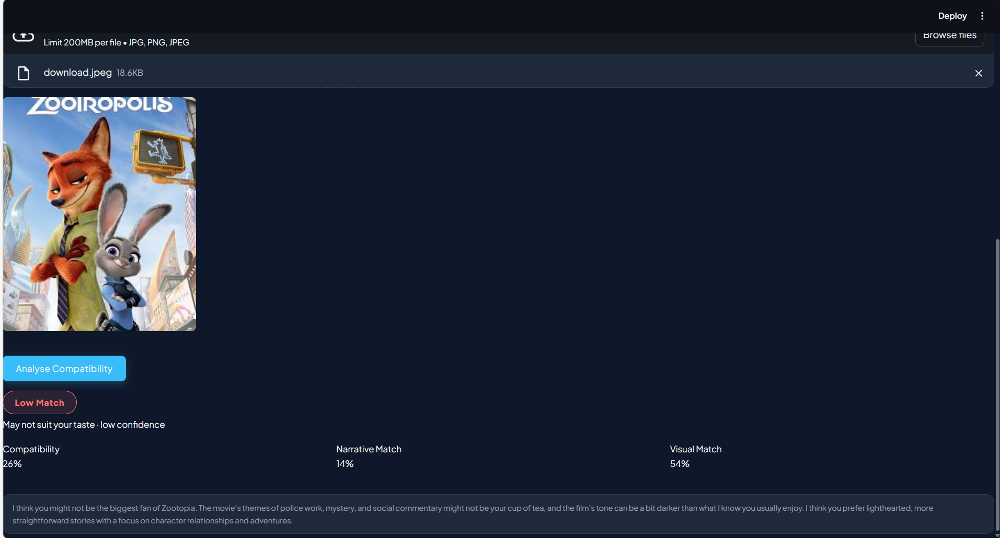 Deploy
Browse files
Limit 200MB per file • JPG, PNG, JPEG
download.jpeg 18.6KB
ZOOTROPOLIS
Analyse Compatibility
Low Match
May not suit your taste · low confidence
Compatibility
Narrative Match
Visual Match
26%
14%
54%
I think you might not be the biggest fan of Zootopia. The movie's themes of police work, mystery, and social commentary might not be your cup of tea, and the film's tone can be a bit darker than what I know you usually enjoy. I think you prefer lighthearted, more
straightforward stories with a focus on character relationships and adventures.